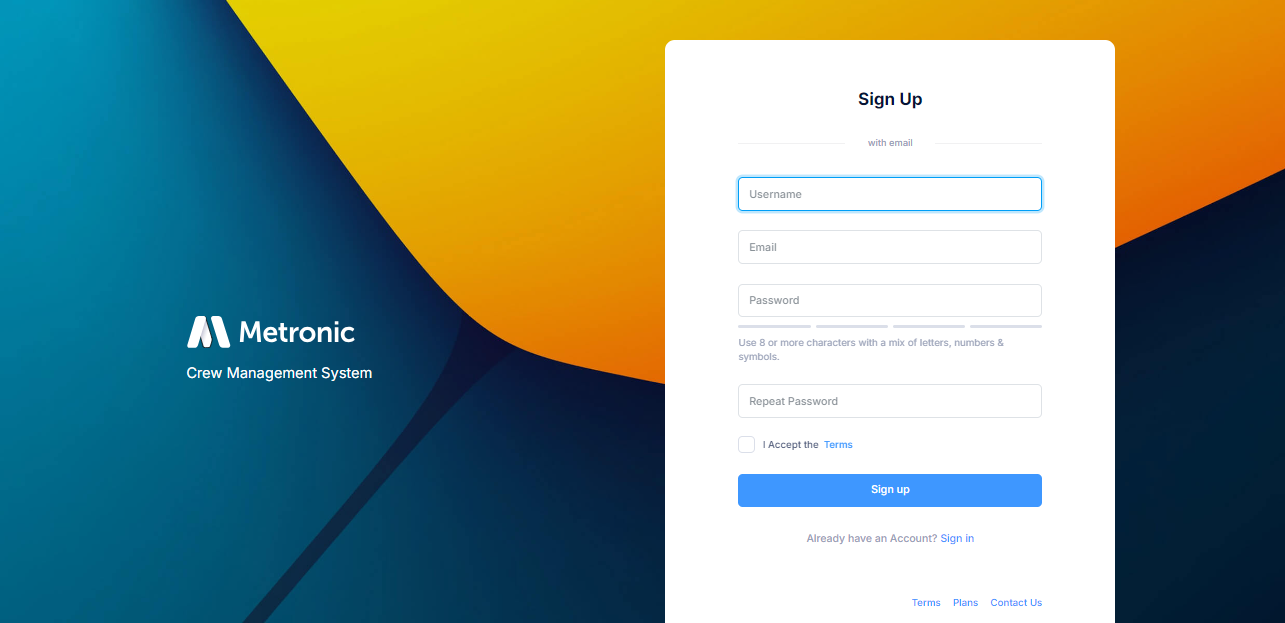 Metronic
Crew Management System
Sign Up
with email
Username
Email
Password
Use 8 or more characters with a mix of letters, numbers &
symbols.
Repeat Password
I Accept the Terms
Sign up
Already have an Account? Sign in
Terms Plans Contact Us